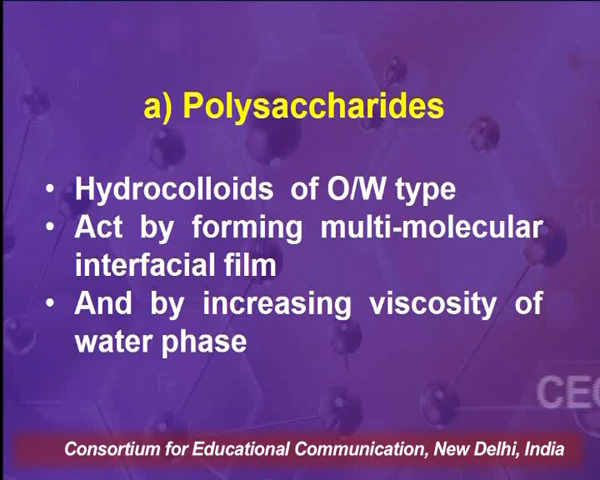 a) Polysaccharides
• Hydrocolloids of O/W type
• Act by forming multi-molecular
interfacial film
• And by increasing viscosity of
water phase
CEC
Consortium for Educational Communication, New Delhi, India